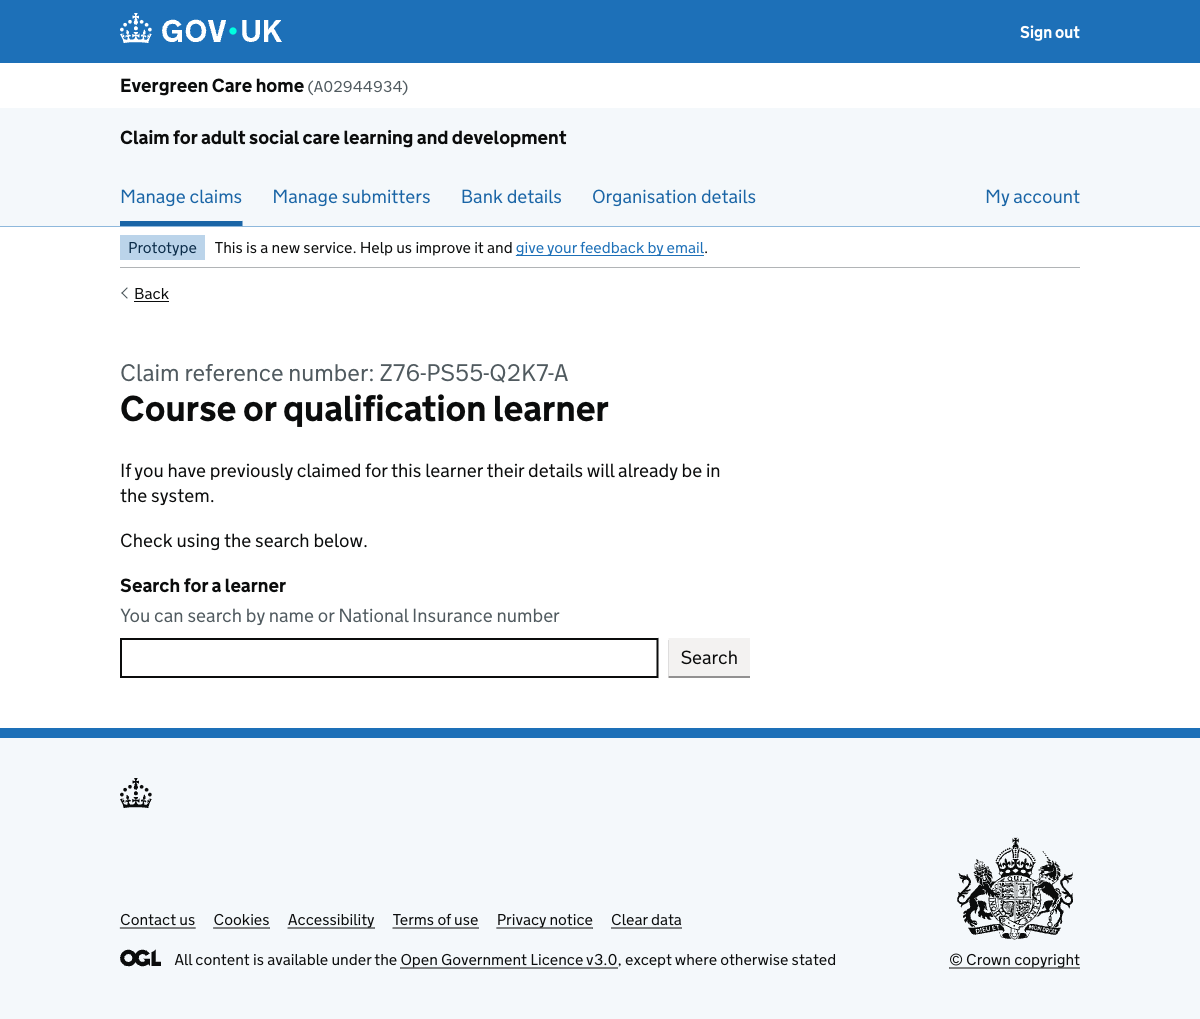 GOV·UK
Sign out
Evergreen Care home (A02944934)
Claim for adult social care learning and development
Manage claims
Manage submitters
Bank details
Organisation details
My account
Prototype
This is a new service. Help us improve it and give your feedback by email.
Back
Claim reference number: Z76-PS55-Q2K7-A
Course or qualification learner
If you have previously claimed for this learner their details will already be in
the system.
Check using the search below.
Search for a learner
You can search by name or National Insurance number
Search
Contact us
Cookies
Accessibility
Terms of use
Privacy notice
Clear data
OGL
All content is available under the Open Government Licence v3.0, except where otherwise stated
© Crown copyright